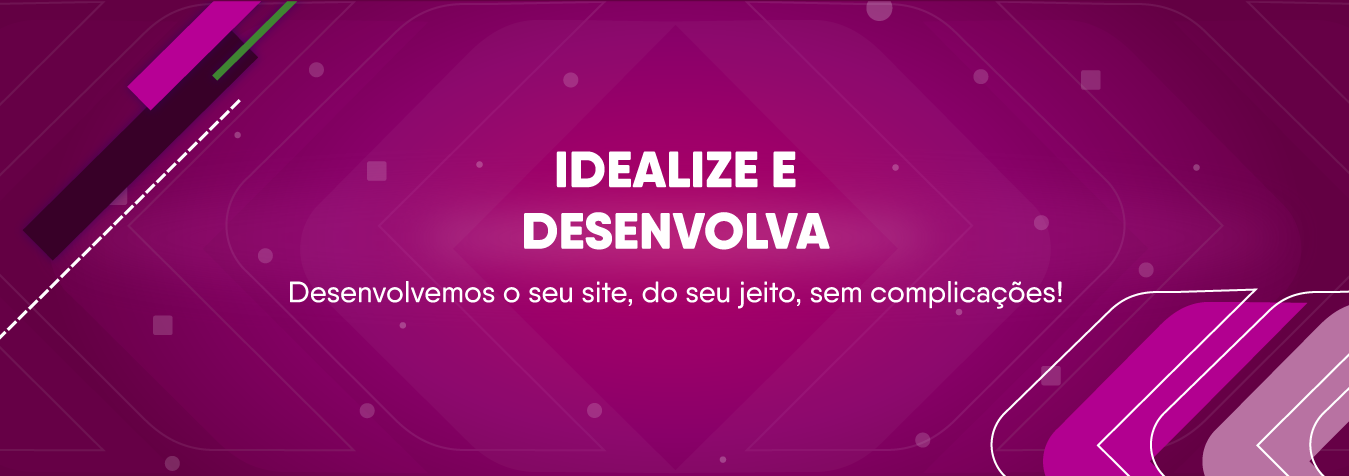 IDEALIZE E
DESENVOLVA
Desenvolvemos o seu site, do seu jeito, sem complicações!